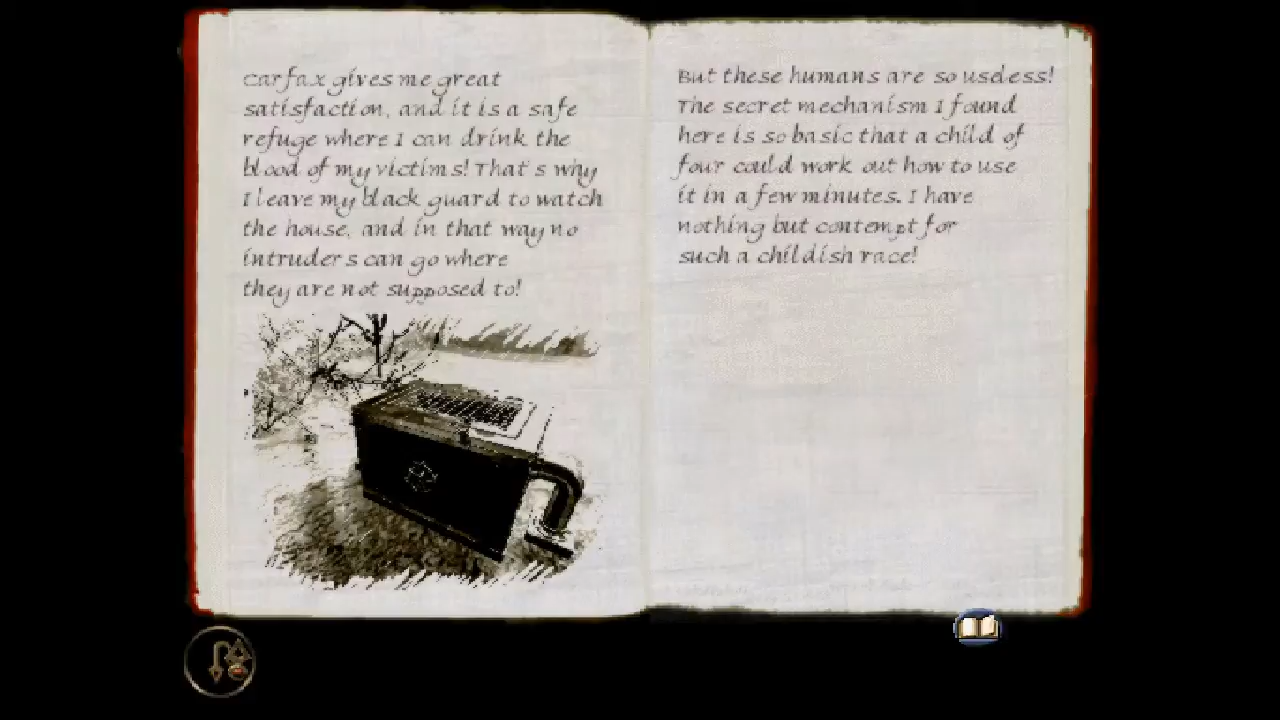 Carfax gives me great
satisfaction, and it is a safe
refuge where I can drink the
blood of my victims! That's why
I leave my black guard to watch
the house, and in that way no
intruders can go where
they are not supposed to!
But these humans are so useless!
The secret mechanism I found
here is so basic that a child of
four could work out how to use
it in a few minutes. I have
nothing but contempt for
such a childish race!